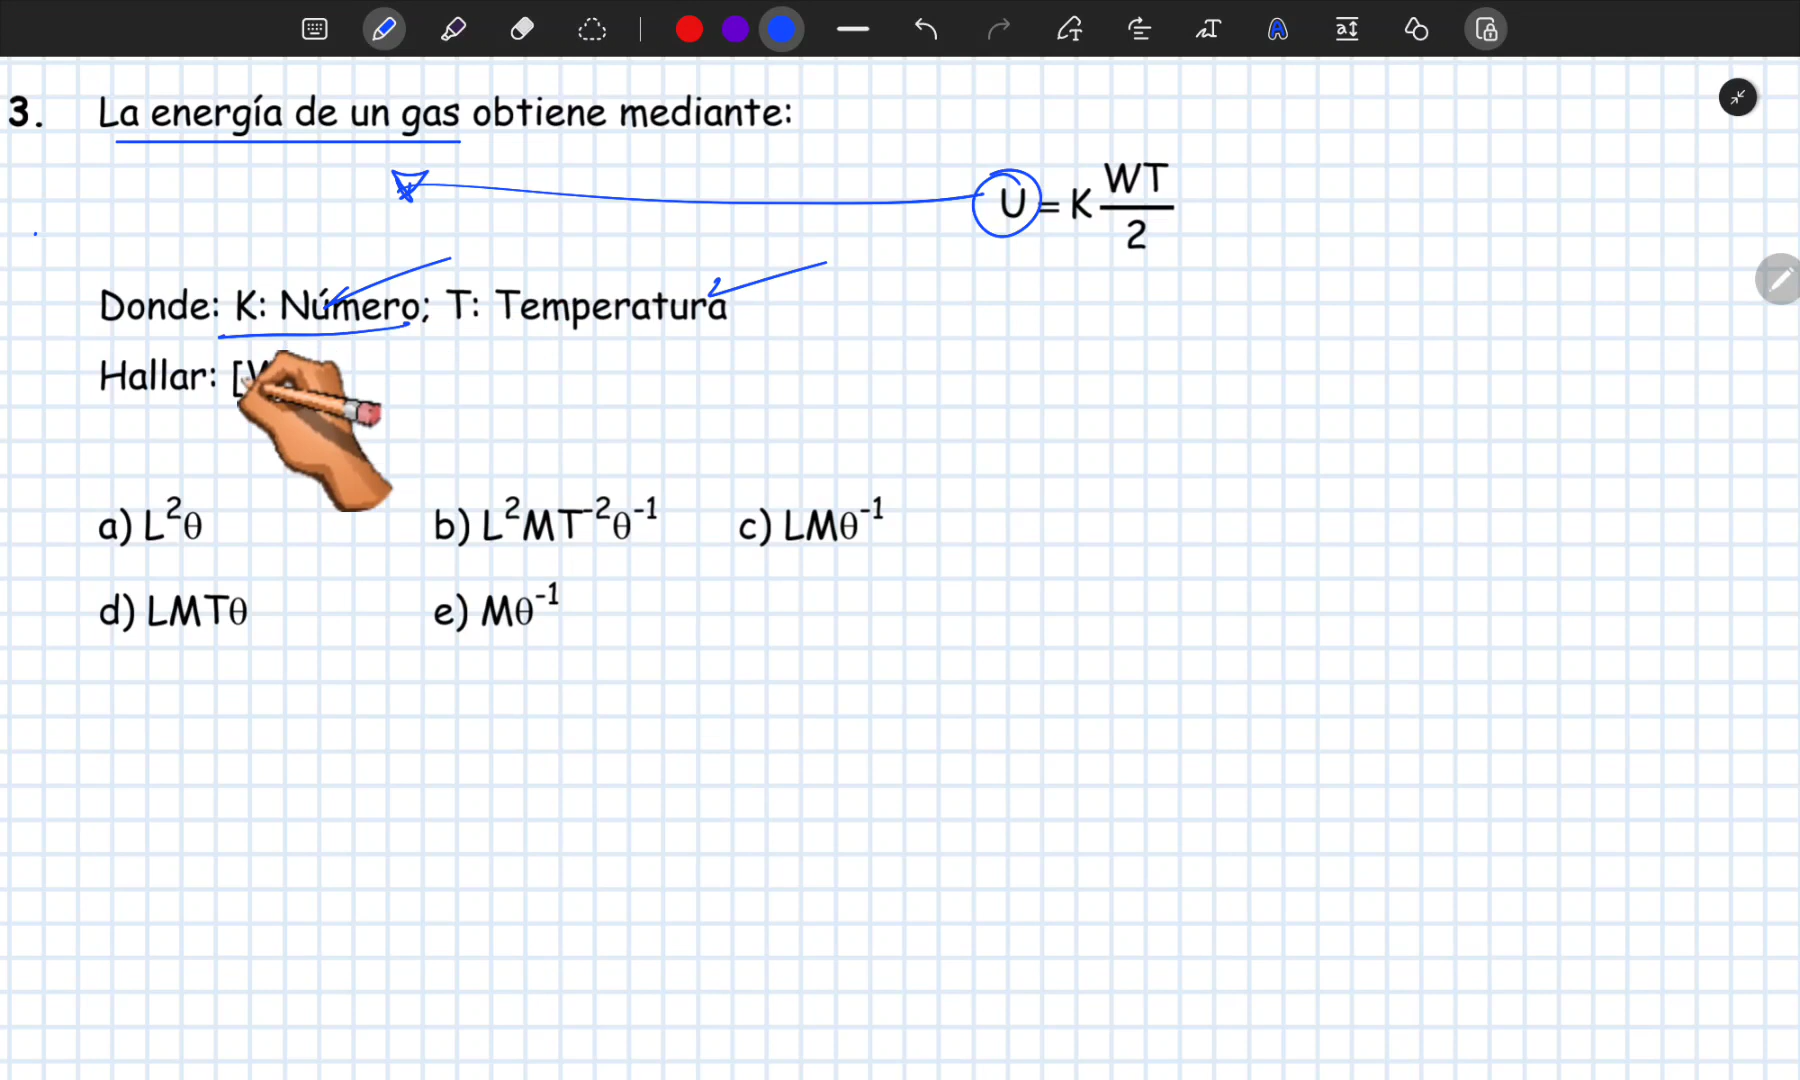 3. La energía de un gas obtiene mediante:
U = K WT/2
Donde: K: Número; T: Temperatura
Hallar:
a) L²θ b) L²MT⁻²θ⁻¹ c) LMθ⁻¹
d) LMTθ e) Mθ⁻¹